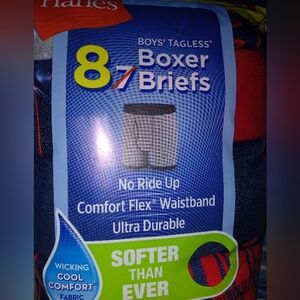 Hanes
BOYS' TAGLESS
8 7 Boxer
Briefs
No Ride Up
Comfort Flex Waistband
Ultra Durable
SOFTER
THAN
EVER
WICKING
COOL
COMFORT
FABRIC